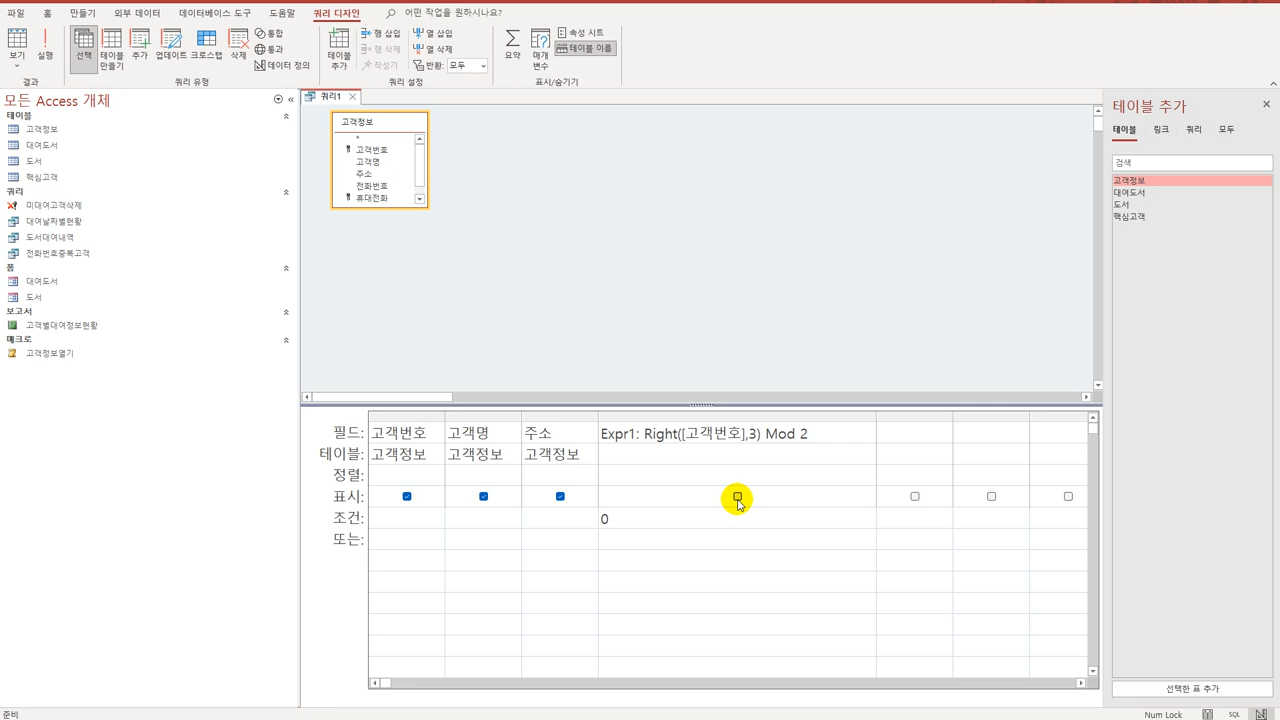 파일 홈 만들기 외부 데이터 데이터베이스 도구 도움말 쿼리 디자인 어떤 작업을 원하시나요?
보기
실행
결과
선택
테이블 만들기
추가
업데이트
크로스탭
삭제
통합
통과
데이터 정의
쿼리 유형
테이블 추가
행 삽입
행 삭제
작성기
열 삽입
열 삭제
반환: 모두
쿼리 설정
요약
매개 변수
속성 시트
테이블 이름
표시/숨기기
모든 Access 개체
테이블
고객정보
대여도서
도서
핵심고객
쿼리
미대여고객삭제
대여날짜별현황
도서대여내역
전화번호중복고객
폼
대여도서
도서
보고서
고객별대여정보현황
매크로
고객정보열기
쿼리1
고객정보
*
고객번호
고객명
주소
전화번호
휴대전화
필드: 고객번호 고객명 주소 Expr1: Right([고객번호],3) Mod 2
테이블: 고객정보 고객정보 고객정보
정렬:
표시:
조건: 0
또는:
테이블 추가
테이블 링크 쿼리 모두
검색
고객정보
대여도서
도서
핵심고객
선택한 표 추가
준비
Num Lock
SQL